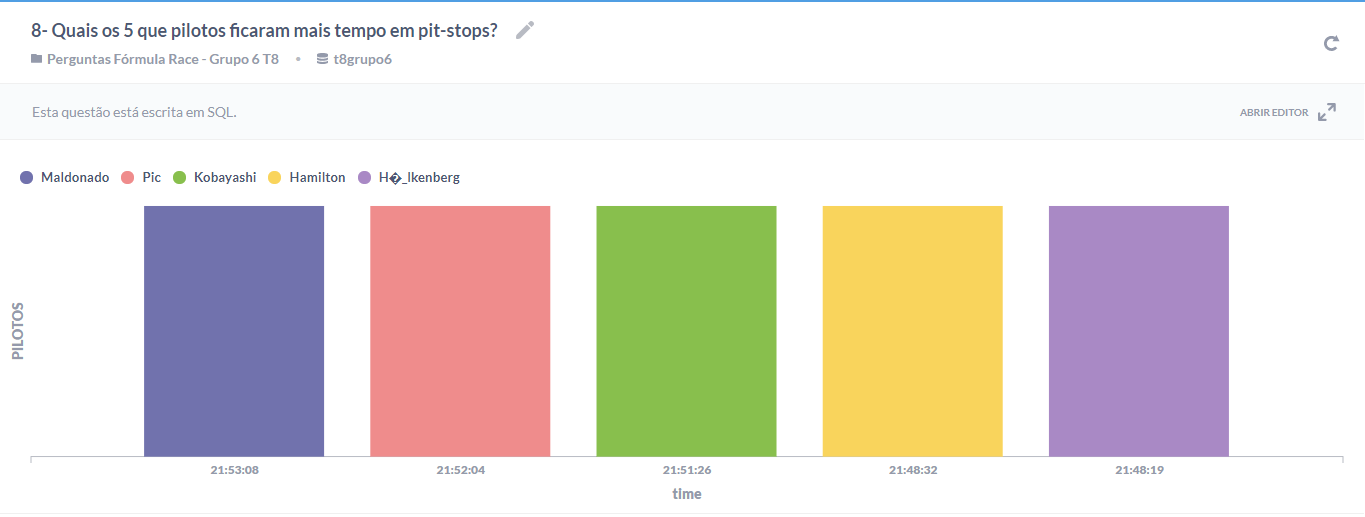 8- Quais os 5 que pilotos ficaram mais tempo em pit-stops?
Perguntas Fórmula Race - Grupo 6 T8 • t8grupo6
Esta questão está escrita em SQL.
ABRIR EDITOR
Maldonado Pic Kobayashi Hamilton H�_lkenberg
PILOTOS
21:53:08 21:52:04 21:51:26 21:48:32 21:48:19
time